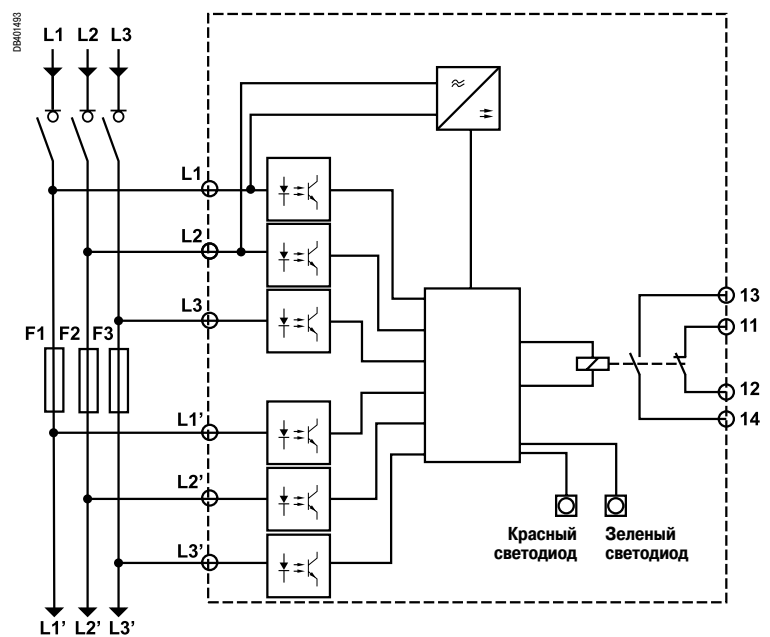 DB401493
L1 L2 L3
L1
L2
L3
F1 F2 F3
13
11
12
14
L1’
L2’
L3’
Красный
светодиод
Зеленый
светодиод
L1’ L2’ L3’